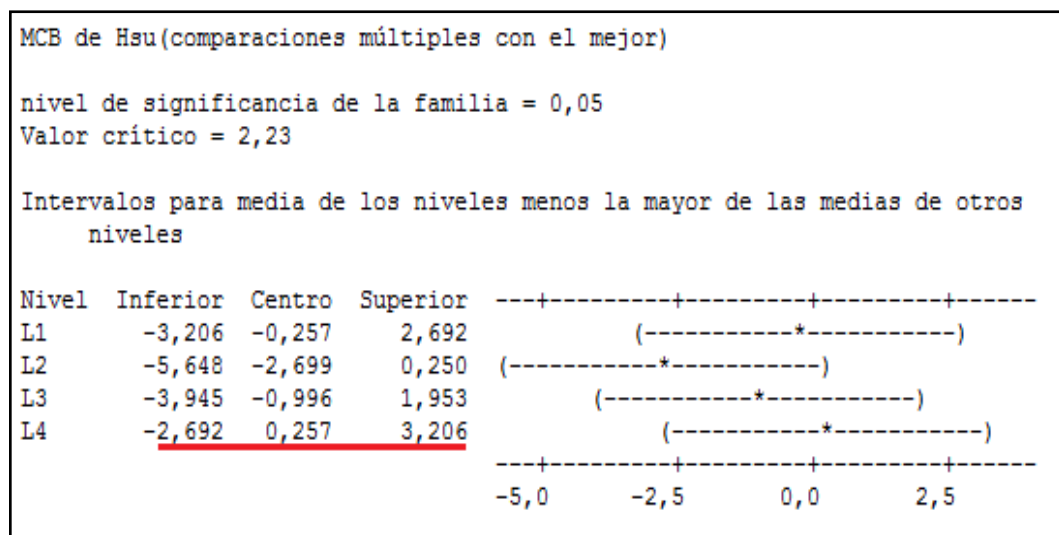 MCB de Hsu(comparaciones múltiples con el mejor)
nivel de significancia de la familia = 0,05
Valor crítico = 2,23
Intervalos para media de los niveles menos la mayor de las medias de otros
niveles
Nivel Inferior Centro Superior ---+---------+---------+---------+------
L1 -3,206 -0,257 2,692 (-----------*-----------)
L2 -5,648 -2,699 0,250 (-----------*-----------)
L3 -3,945 -0,996 1,953 (-----------*-----------)
L4 -2,692 0,257 3,206 (-----------*-----------)
---+---------+---------+---------+------
-5,0 -2,5 0,0 2,5